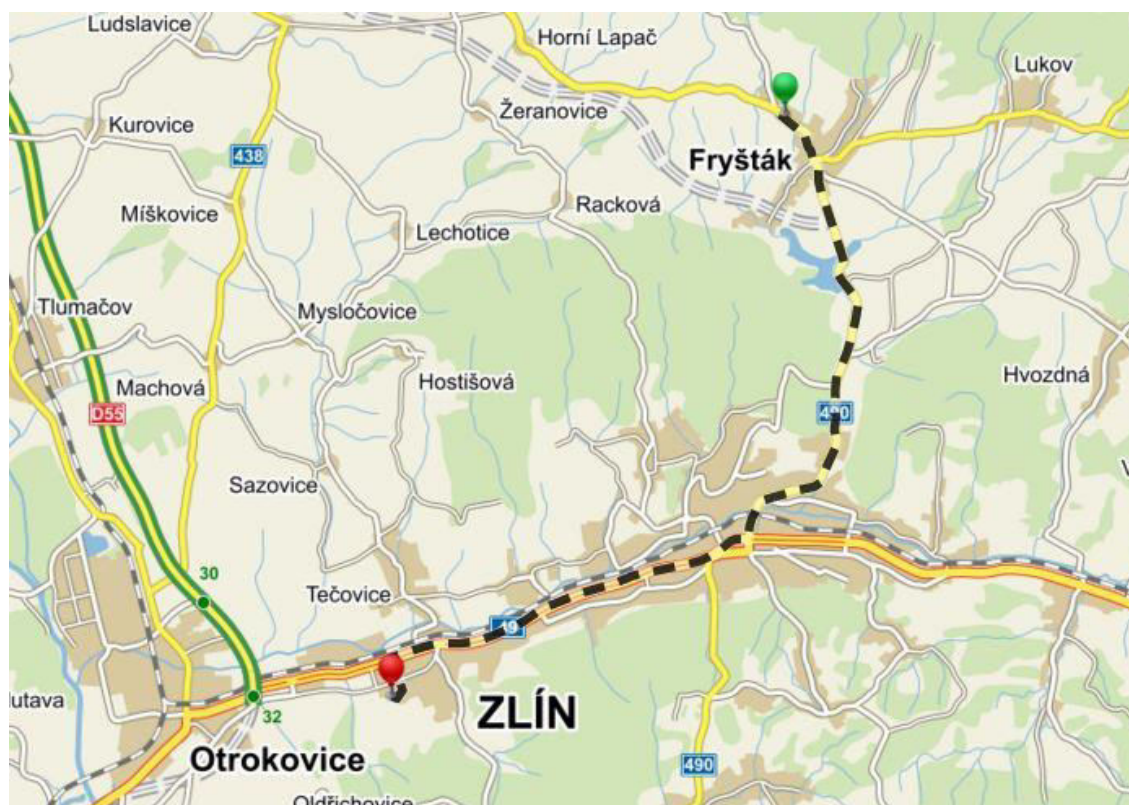 Ludslavice
Horní Lapač
Lukov
Žeranovice
Kurovice
438
Fryšták
Míškovice
Racková
Lechotice
Tlumačov
Mysločovice
Machová
Hostišová
Hvozdná
D55
490
Sazovice
30
Tečovice
49
32
ZLÍN
Otrokovice
490
Oldřichovice